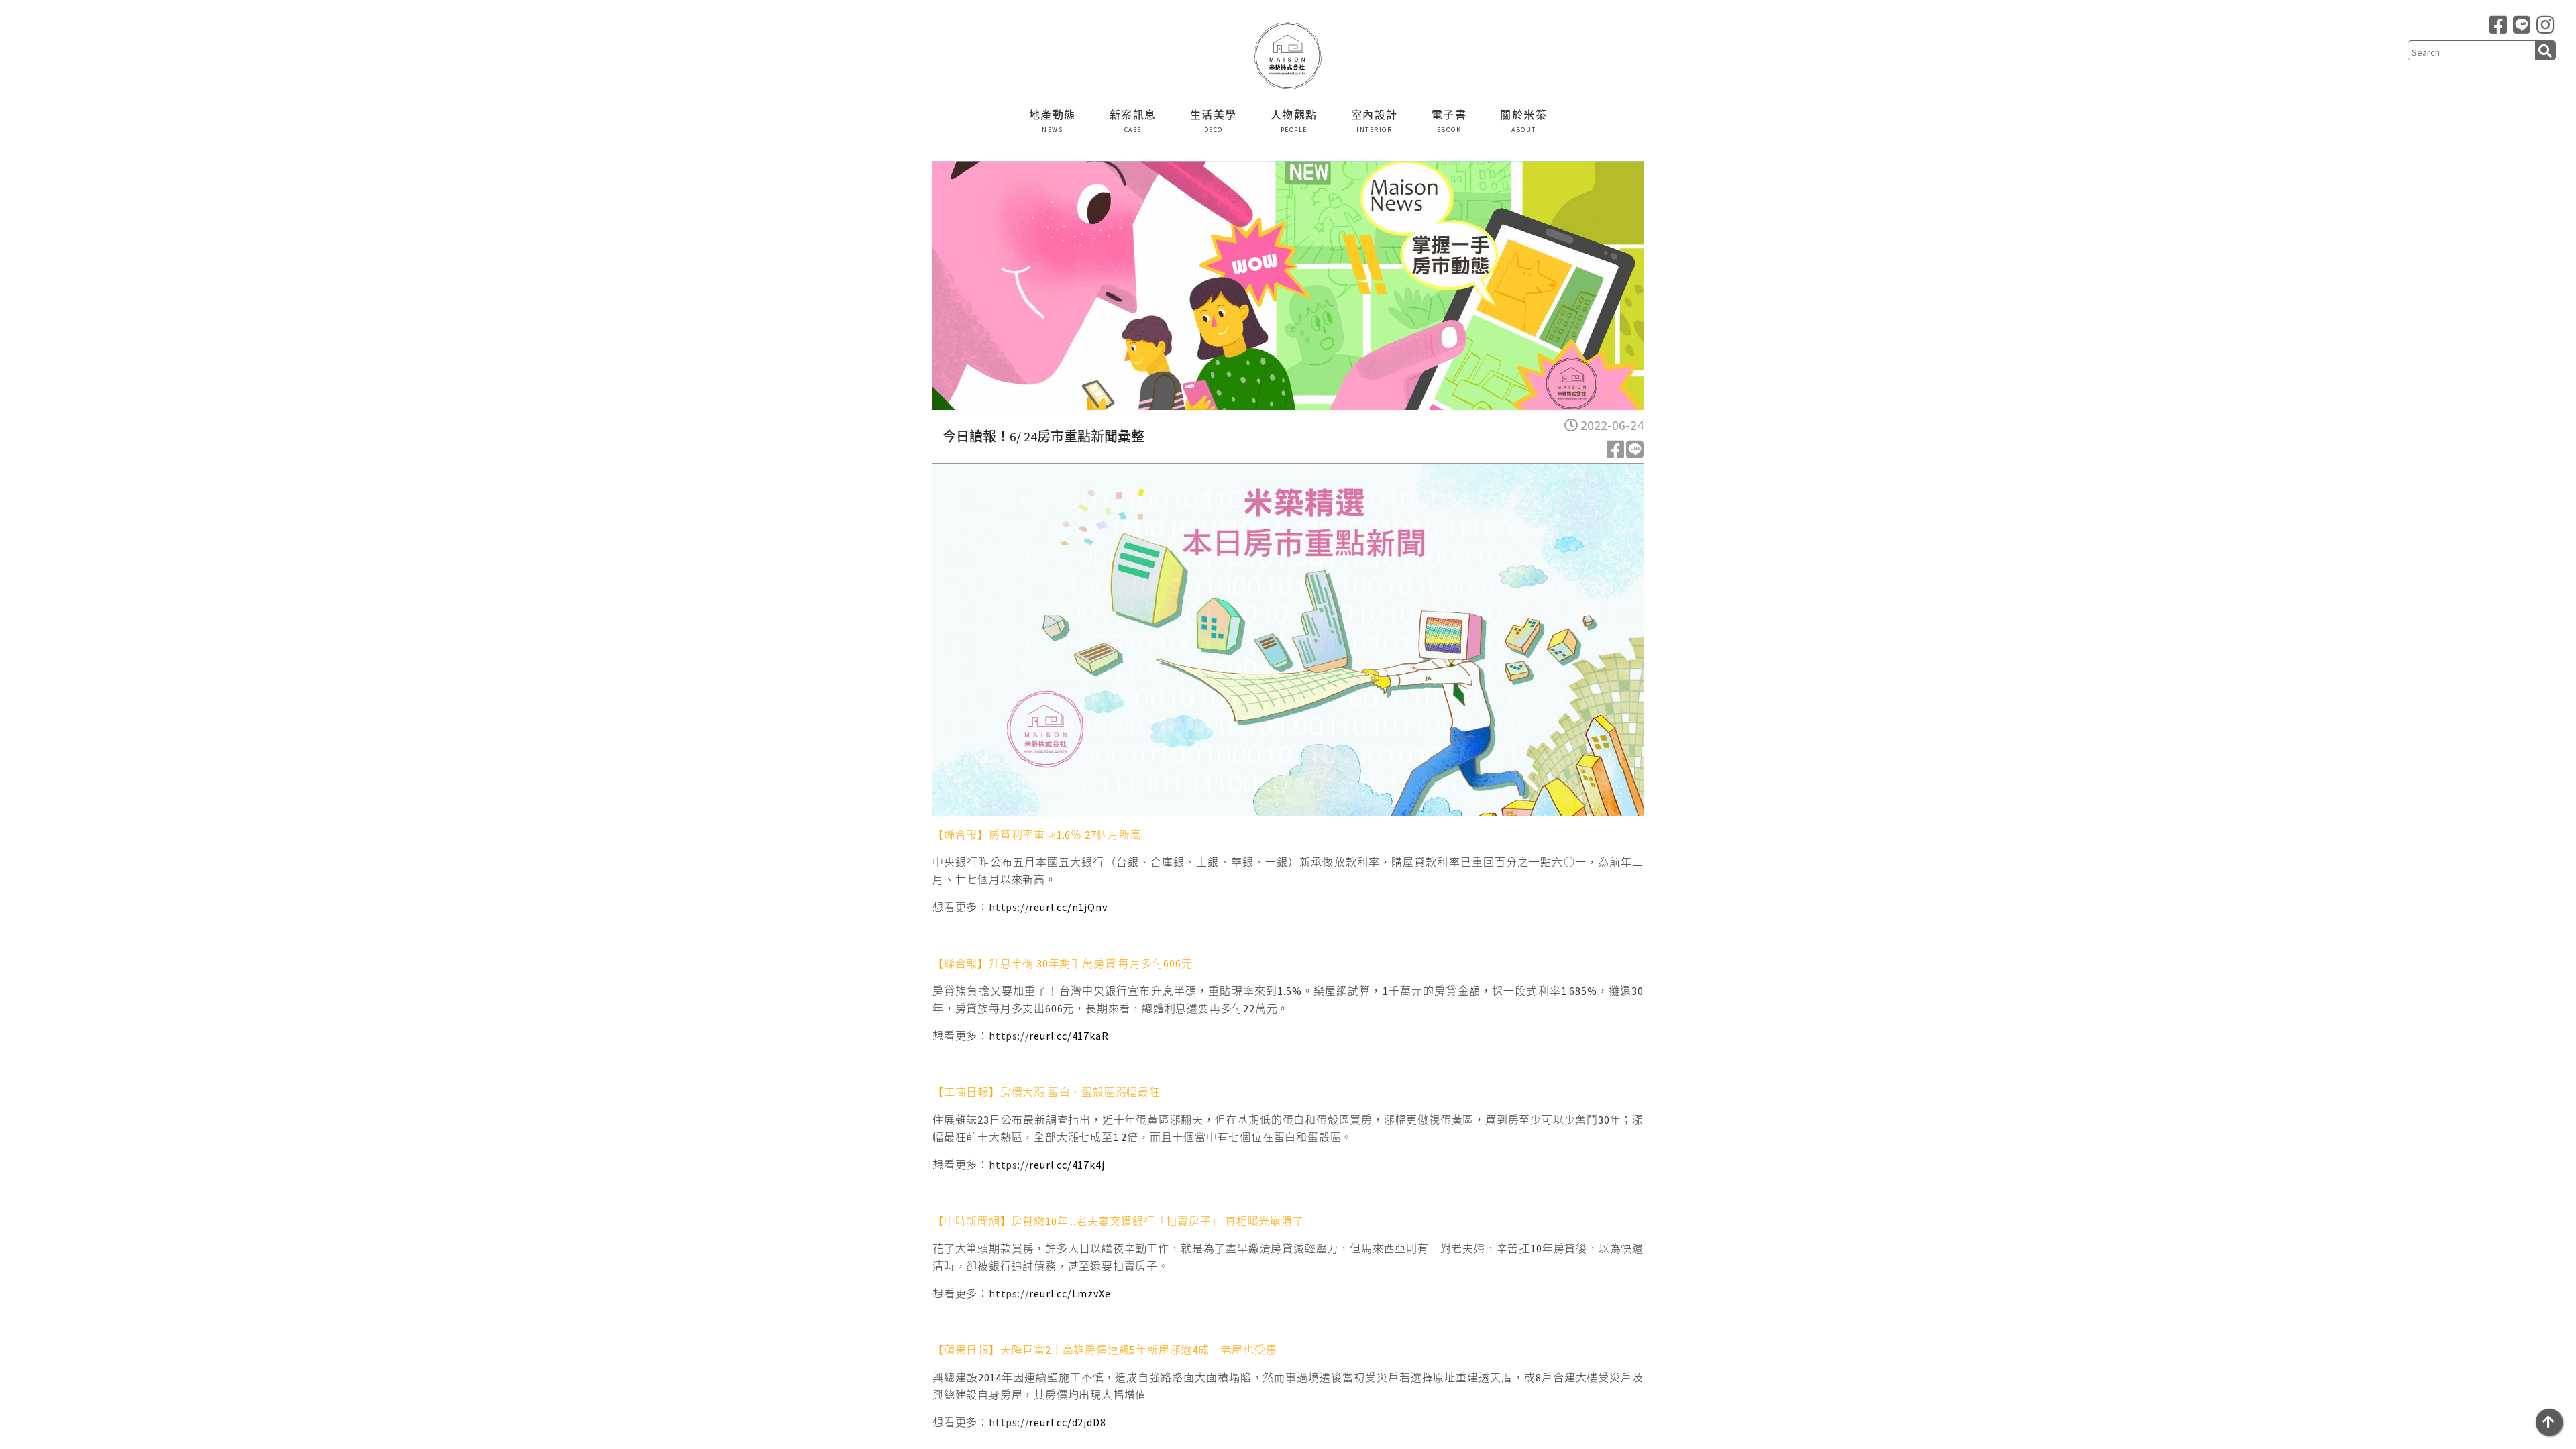 MAISON
米築株式会社
www.maisonbest.com.tw
Search
地產動態
NEWS
新案訊息
CASE
生活美學
DECO
人物觀點
PEOPLE
室內設計
INTERIOR
電子書
EBOOK
關於米築
ABOUT
NEW
Maison
News
掌握一手
房市動態
WOW
MAISON
米築株式会社
今日讀報！6/ 24房市重點新聞彙整
2022-06-24
米築精選
本日房市重點新聞
MAISON
米築株式会社
www.maisonbest.com.tw
【聯合報】房貸利率重回1.6% 27個月新高
中央銀行昨公布五月本國五大銀行（台銀、合庫銀、土銀、華銀、一銀）新承做放款利率，購屋貸款利率已重回百分之一點六○一，為前年二
月、廿七個月以來新高。
想看更多：https://reurl.cc/n1jQnv
【聯合報】升息半碼 30年期千萬房貸 每月多付606元
房貸族負擔又要加重了！台灣中央銀行宣布升息半碼，重貼現率來到1.5%。樂屋網試算，1千萬元的房貸金額，採一段式利率1.685%，攤還30
年，房貸族每月多支出606元，長期來看，總體利息還要再多付22萬元。
想看更多：https://reurl.cc/417kaR
【工商日報】房價大漲 蛋白、蛋殼區漲幅最狂
住展雜誌23日公布最新調查指出，近十年蛋黃區漲翻天，但在基期低的蛋白和蛋殼區買房，漲幅更傲視蛋黃區，買到房至少可以少奮鬥30年；漲
幅最狂前十大熱區，全部大漲七成至1.2倍，而且十個當中有七個位在蛋白和蛋殼區。
想看更多：https://reurl.cc/417k4j
【中時新聞網】房貸繳10年...老夫妻突遭銀行「拍賣房子」 真相曝光崩潰了
花了大筆頭期款買房，許多人日以繼夜辛勤工作，就是為了盡早繳清房貸減輕壓力，但馬來西亞則有一對老夫婦，辛苦扛10年房貸後，以為快還
清時，卻被銀行追討債務，甚至還要拍賣房子。
想看更多：https://reurl.cc/LmzvXe
【蘋果日報】天降巨富2｜高雄房價連飆5年新屋漲逾4成　老屋也受惠
興總建設2014年因連續壁施工不慎，造成自強路路面大面積塌陷，然而事過境遷後當初受災戶若選擇原址重建透天厝，或8戶合建大樓受災戶及
興總建設自身房屋，其房價均出現大幅增值
想看更多：https://reurl.cc/d2jdD8